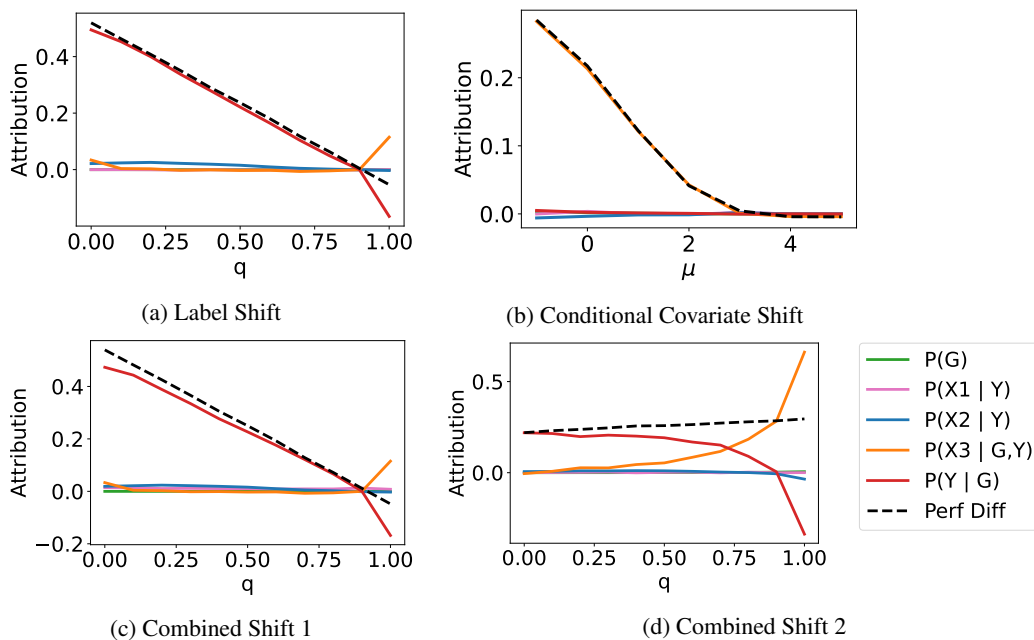 0.4
0.2
0.0
Attribution
0.00 0.25 0.50 0.75 1.00
q
(a) Label Shift
0.2
0.1
0.0
Attribution
0 2 4
μ
(b) Conditional Covariate Shift
0.4
0.2
0.0
−0.2
Attribution
0.00 0.25 0.50 0.75 1.00
q
(c) Combined Shift 1
0.5
0.0
Attribution
0.00 0.25 0.50 0.75 1.00
q
(d) Combined Shift 2
P(G)
P(X1 | Y)
P(X2 | Y)
P(X3 | G,Y)
P(Y | G)
Perf Diff